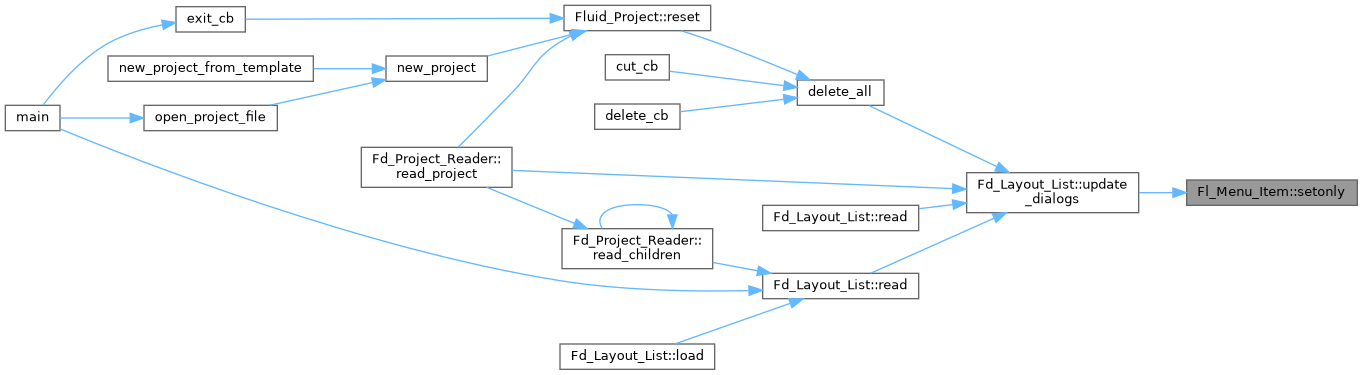 exit_cb
Fluid_Project::reset
new_project_from_template
new_project
cut_cb
delete_all
main
open_project_file
delete_cb
Fd_Project_Reader::
read_project
Fd_Layout_List::update
_dialogs
Fl_Menu_Item::setonly
Fd_Layout_List::read
Fd_Project_Reader::
read_children
Fd_Layout_List::read
Fd_Layout_List::load